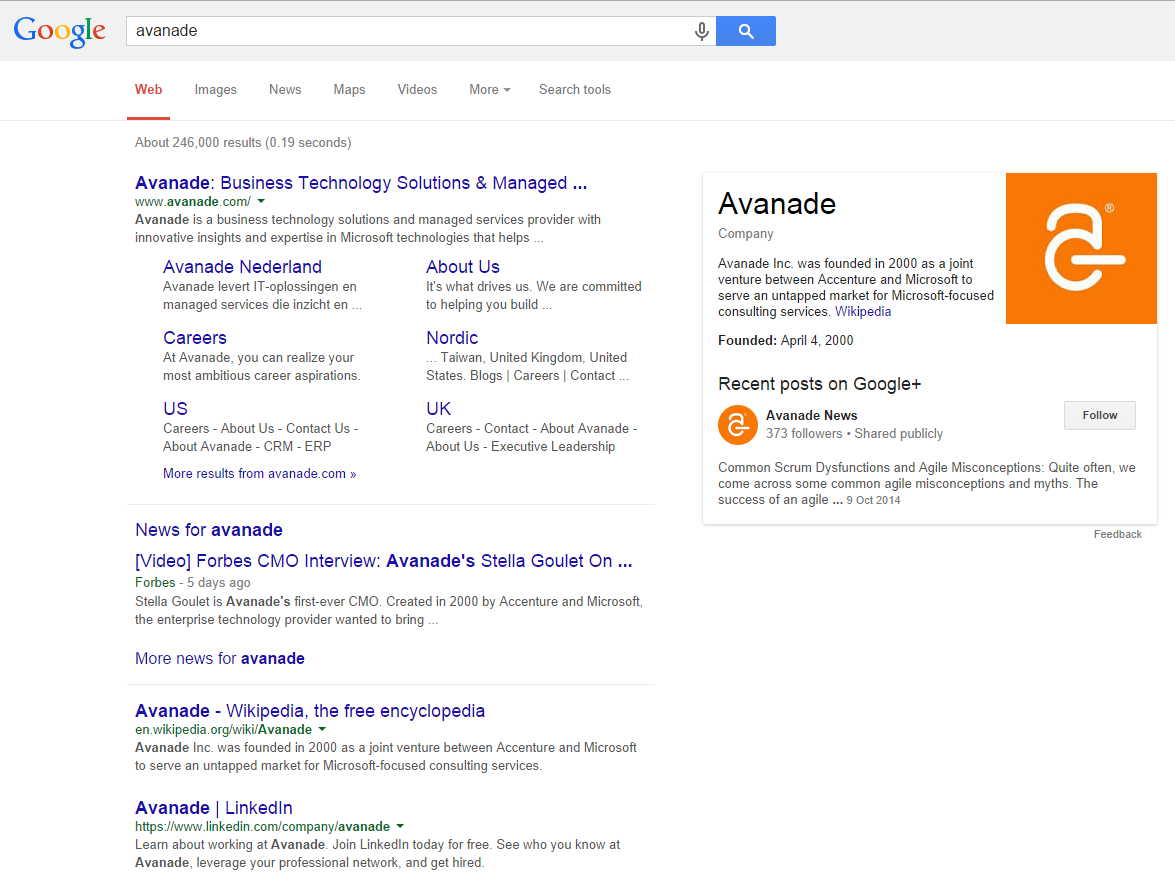 Google
avanade
Web Images News Maps Videos More Search tools
About 246,000 results (0.19 seconds)
Avanade: Business Technology Solutions & Managed ...
www.avanade.com/
Avanade is a business technology solutions and managed services provider with
innovative insights and expertise in Microsoft technologies that helps ...
Avanade Nederland
Avanade levert IT-oplossingen en
managed services die inzicht en ...
About Us
It's what drives us. We are committed
to helping you build ...
Careers
At Avanade, you can realize your
most ambitious career aspirations.
Nordic
... Taiwan, United Kingdom, United
States. Blogs | Careers | Contact ...
US
Careers - About Us - Contact Us -
About Avanade - CRM - ERP
UK
Careers - Contact - About Avanade -
About Us - Executive Leadership
More results from avanade.com »
News for avanade
[Video] Forbes CMO Interview: Avanade's Stella Goulet On ...
Forbes - 5 days ago
Stella Goulet is Avanade's first-ever CMO. Created in 2000 by Accenture and Microsoft,
the enterprise technology provider wanted to bring ...
More news for avanade
Avanade - Wikipedia, the free encyclopedia
en.wikipedia.org/wiki/Avanade
Avanade Inc. was founded in 2000 as a joint venture between Accenture and Microsoft
to serve an untapped market for Microsoft-focused consulting services.
Avanade | LinkedIn
https://www.linkedin.com/company/avanade
Learn about working at Avanade. Join LinkedIn today for free. See who you know at
Avanade, leverage your professional network, and get hired.
Avanade
Company
Avanade Inc. was founded in 2000 as a joint
venture between Accenture and Microsoft to
serve an untapped market for Microsoft-focused
consulting services. Wikipedia
Founded: April 4, 2000
a ®
Recent posts on Google+
Avanade News
373 followers • Shared publicly
Follow
Common Scrum Dysfunctions and Agile Misconceptions: Quite often, we
come across some common agile misconceptions and myths. The
success of an agile ... 9 Oct 2014
Feedback